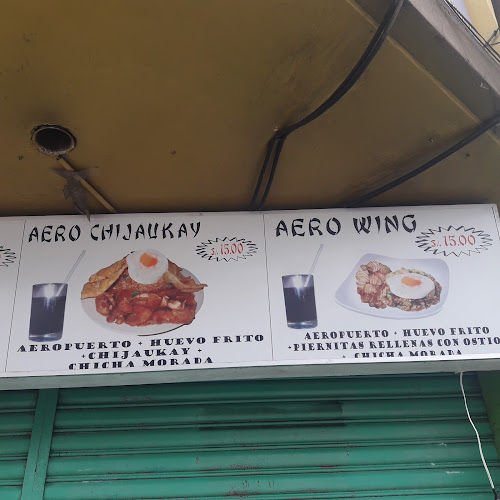 AERO CHIJAUKAY
S/. 15.00
AEROPUERTO + HUEVO FRITO
+CHIJAUKAY +
CHICHA MORADA
AERO WING
S/. 15.00
AEROPUERTO + HUEVO FRITO
+PIERNITAS RELLENAS CON OSTIO
+ CHICHA MORADA